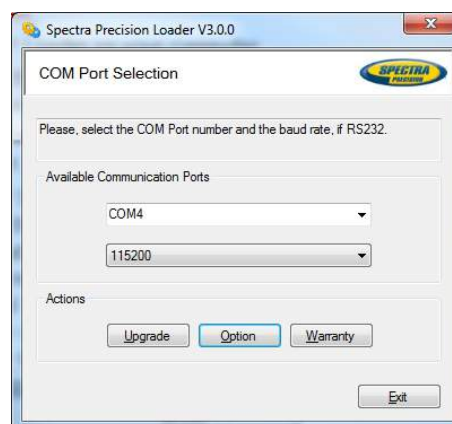 Spectra Precision Loader V3.0.0
COM Port Selection
SPECTRA
PRECISION
Please, select the COM Port number and the baud rate, if RS232.
Available Communication Ports
COM4
115200
Actions
Upgrade Option Warranty
Exit